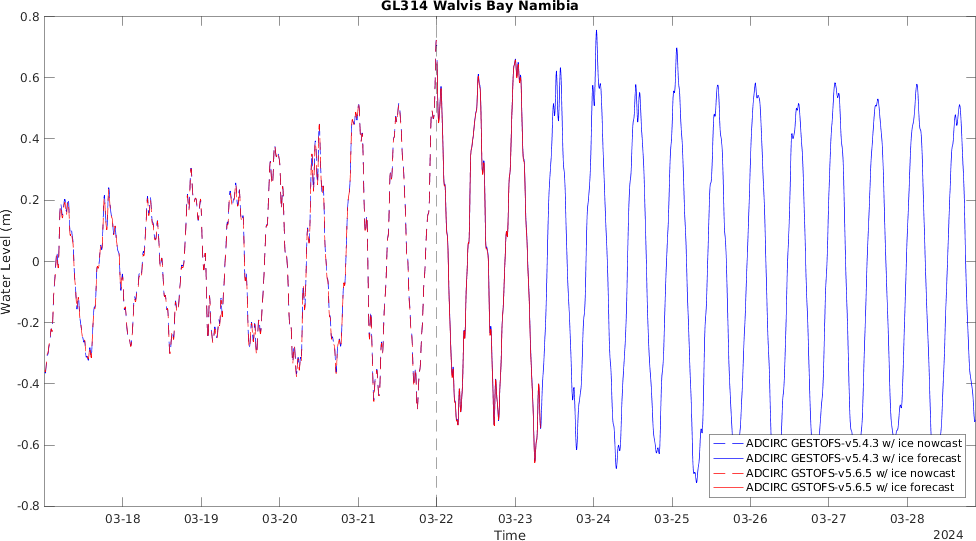 GL314 Walvis Bay Namibia
0.8
0.6
0.4
0.2
0
-0.2
-0.4
-0.6
-0.8
Water Level (m)
ADCIRC GESTOFS-v5.4.3 w/ ice nowcast
ADCIRC GESTOFS-v5.4.3 w/ ice forecast
ADCIRC GSTOFS-v5.6.5 w/ ice nowcast
ADCIRC GSTOFS-v5.6.5 w/ ice forecast
03-18 03-19 03-20 03-21 03-22 03-23 03-24 03-25 03-26 03-27 03-28
Time
2024